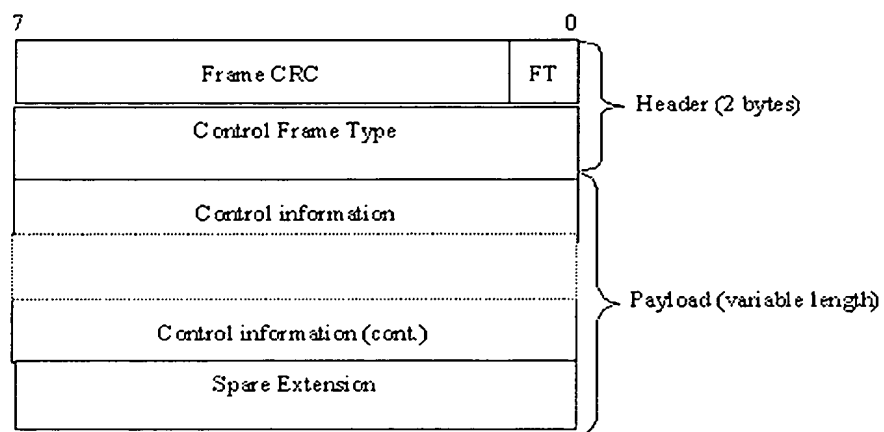 7 0
Frame CRC FT
Header (2 bytes)
Control Frame Type
Control information
Payload (variable length)
Control information (cont.)
Spare Extension